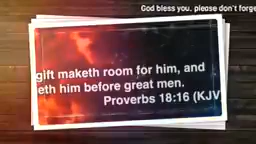 God bless you. please don't forge
gift maketh room for him, and
eth him before great men.
Proverbs 18:16 (KJV